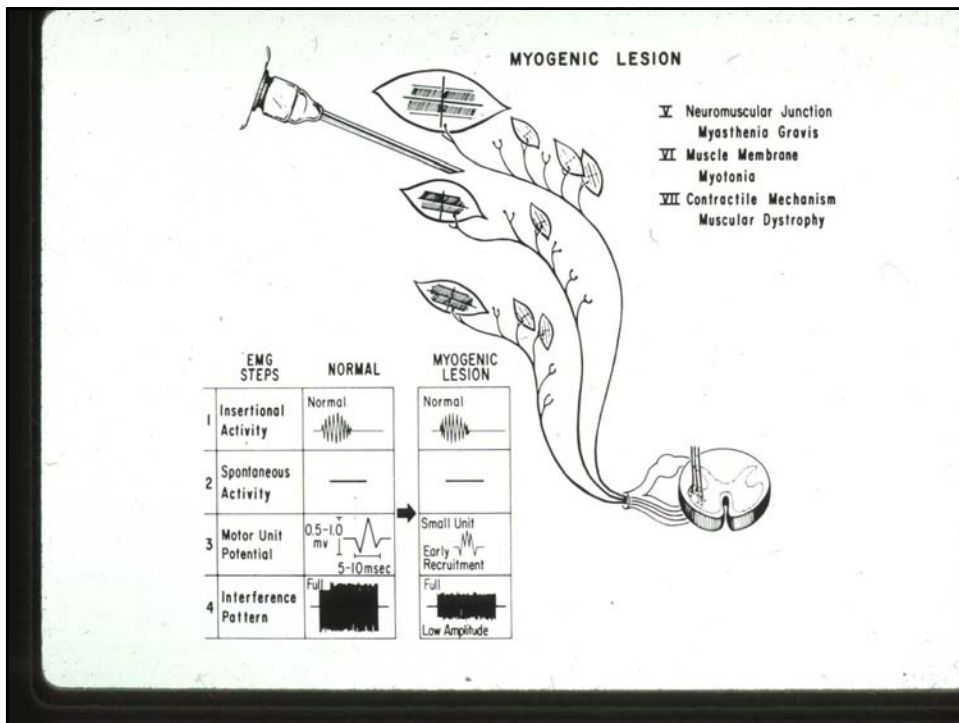 MYOGENIC LESION
V Neuromuscular Junction
Myasthenia Gravis
VI Muscle Membrane
Myotonia
VII Contractile Mechanism
Muscular Dystrophy
EMG
STEPS
NORMAL
MYOGENIC
LESION
1
Insertional
Activity
Normal
Normal
2
Spontaneous
Activity
3
Motor Unit
Potential
0.5-1.0
mv
5-10msec
Small Unit
Early
Recruitment
4
Interference
Pattern
Full
Full
Low Amplitude